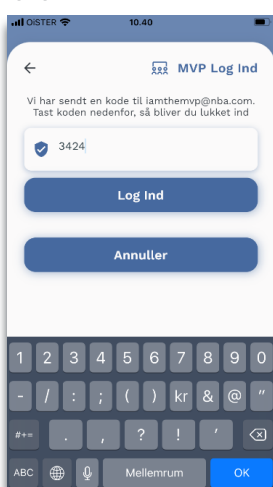 OiSTER
10.40
MVP Log Ind
Vi har sendt en kode til iamthemvp@nba.com.
Tast koden nedenfor, så bliver du lukket ind
3424
Log Ind
Annuller
1 2 3 4 5 6 7 8 9 0
- / : ; ( ) kr & @ "
#+= . , ? ! '
ABC Mellemrum OK